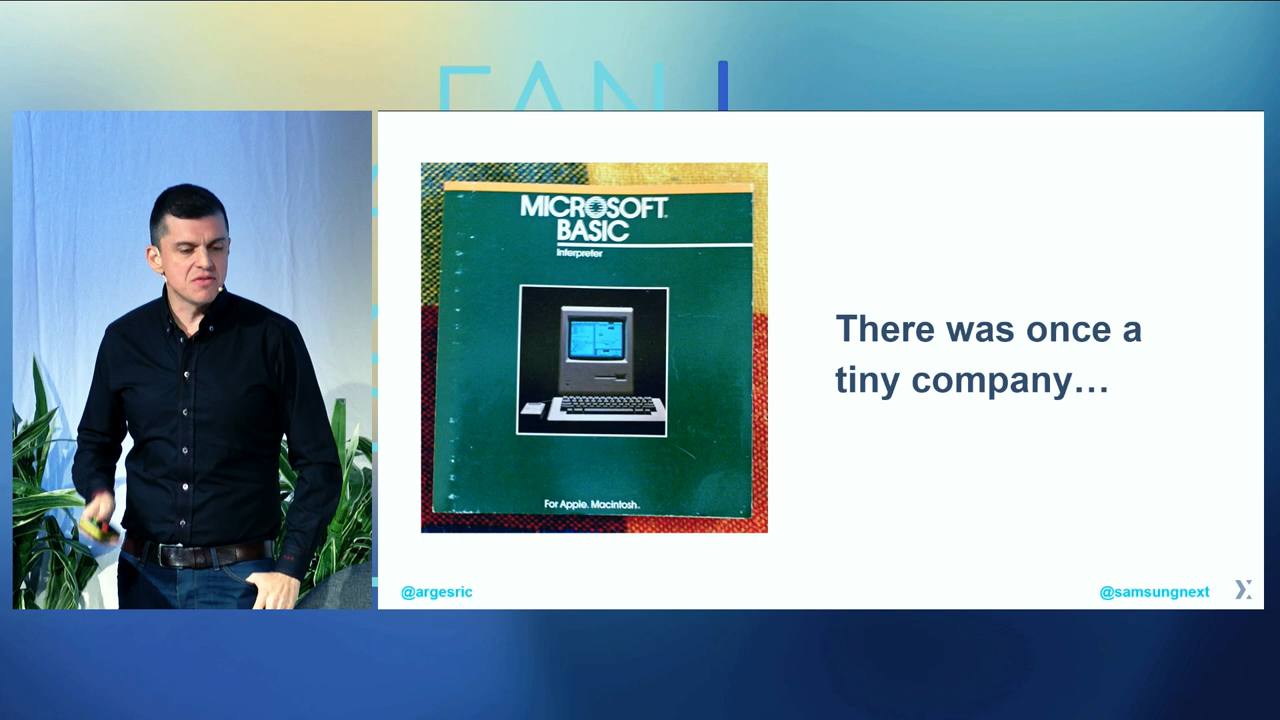 MICROSOFT
BASIC
Interpreter
For Apple Macintosh
There was once a
tiny company…
@argesric
@samsungnext